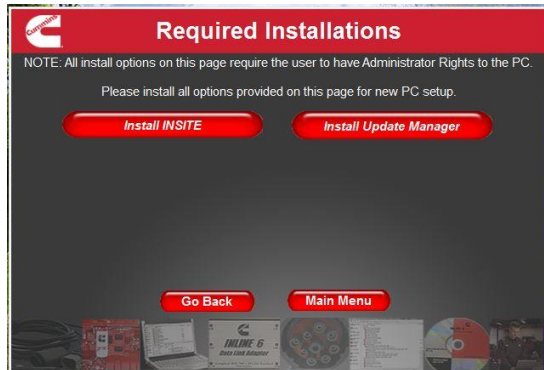 Cummins
Required Installations
NOTE: All install options on this page require the user to have Administrator Rights to the PC.
Please install all options provided on this page for new PC setup.
Install INSITE
Install Update Manager
Go Back
Main Menu
INLINE 6
Data Link Adapter